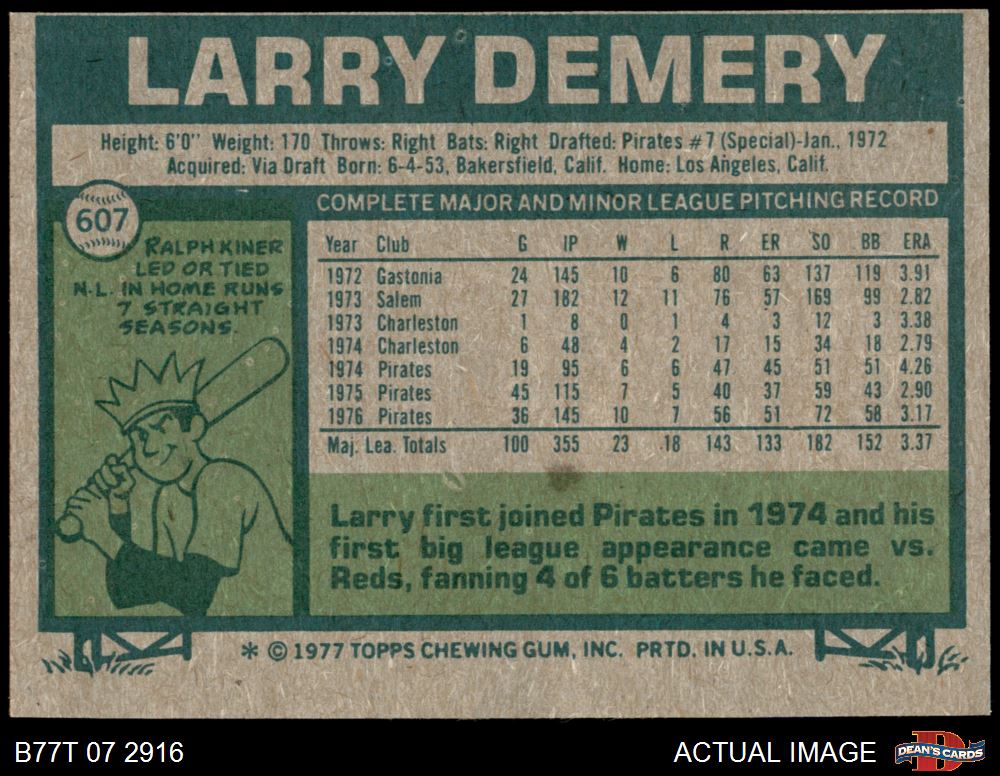 LARRY DEMERY
Height: 6'0" Weight: 170 Throws: Right Bats: Right Drafted: Pirates #7 (Special)-Jan., 1972
Acquired: Via Draft Born: 6-4-53, Bakersfield, Calif. Home: Los Angeles, Calif.
607
RALPH KINER
LED OR TIED
N.L. IN HOME RUNS
7 STRAIGHT
SEASONS.
COMPLETE MAJOR AND MINOR LEAGUE PITCHING RECORD
Year Club G IP W L R ER SO BB ERA
1972 Gastonia 24 145 10 6 80 63 137 119 3.91
1973 Salem 27 182 12 11 76 57 169 99 2.82
1973 Charleston 1 8 0 1 4 3 12 3 3.38
1974 Charleston 6 48 4 2 17 15 34 18 2.79
1974 Pirates 19 95 6 6 47 45 51 51 4.26
1975 Pirates 45 115 7 5 40 37 59 43 2.90
1976 Pirates 36 145 10 7 56 51 72 58 3.17
Maj. Lea. Totals 100 355 23 18 143 133 182 152 3.37
Larry first joined Pirates in 1974 and his
first big league appearance came vs.
Reds, fanning 4 of 6 batters he faced.
* © 1977 TOPPS CHEWING GUM, INC. PRTD. IN U.S.A.
B77T 07 2916
ACTUAL IMAGE
DEAN'S CARDS